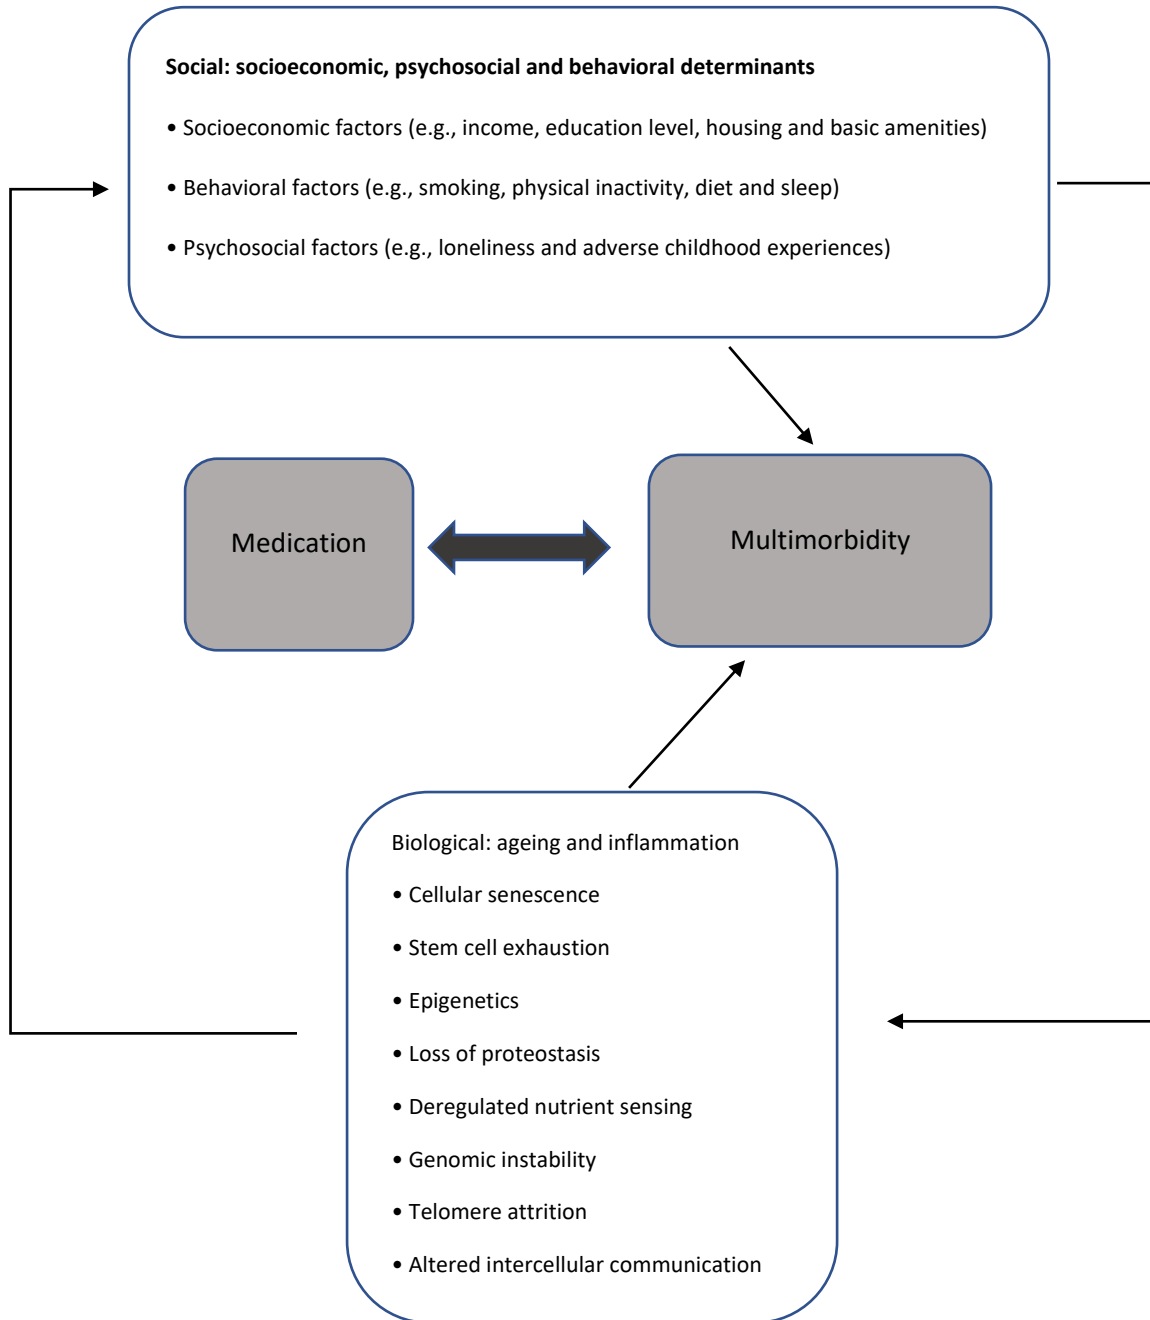 Social: socioeconomic, psychosocial and behavioral determinants
• Socioeconomic factors (e.g., income, education level, housing and basic amenities)
• Behavioral factors (e.g., smoking, physical inactivity, diet and sleep)
• Psychosocial factors (e.g., loneliness and adverse childhood experiences)
Medication
Multimorbidity
Biological: ageing and inflammation
• Cellular senescence
• Stem cell exhaustion
• Epigenetics
• Loss of proteostasis
• Deregulated nutrient sensing
• Genomic instability
• Telomere attrition
• Altered intercellular communication